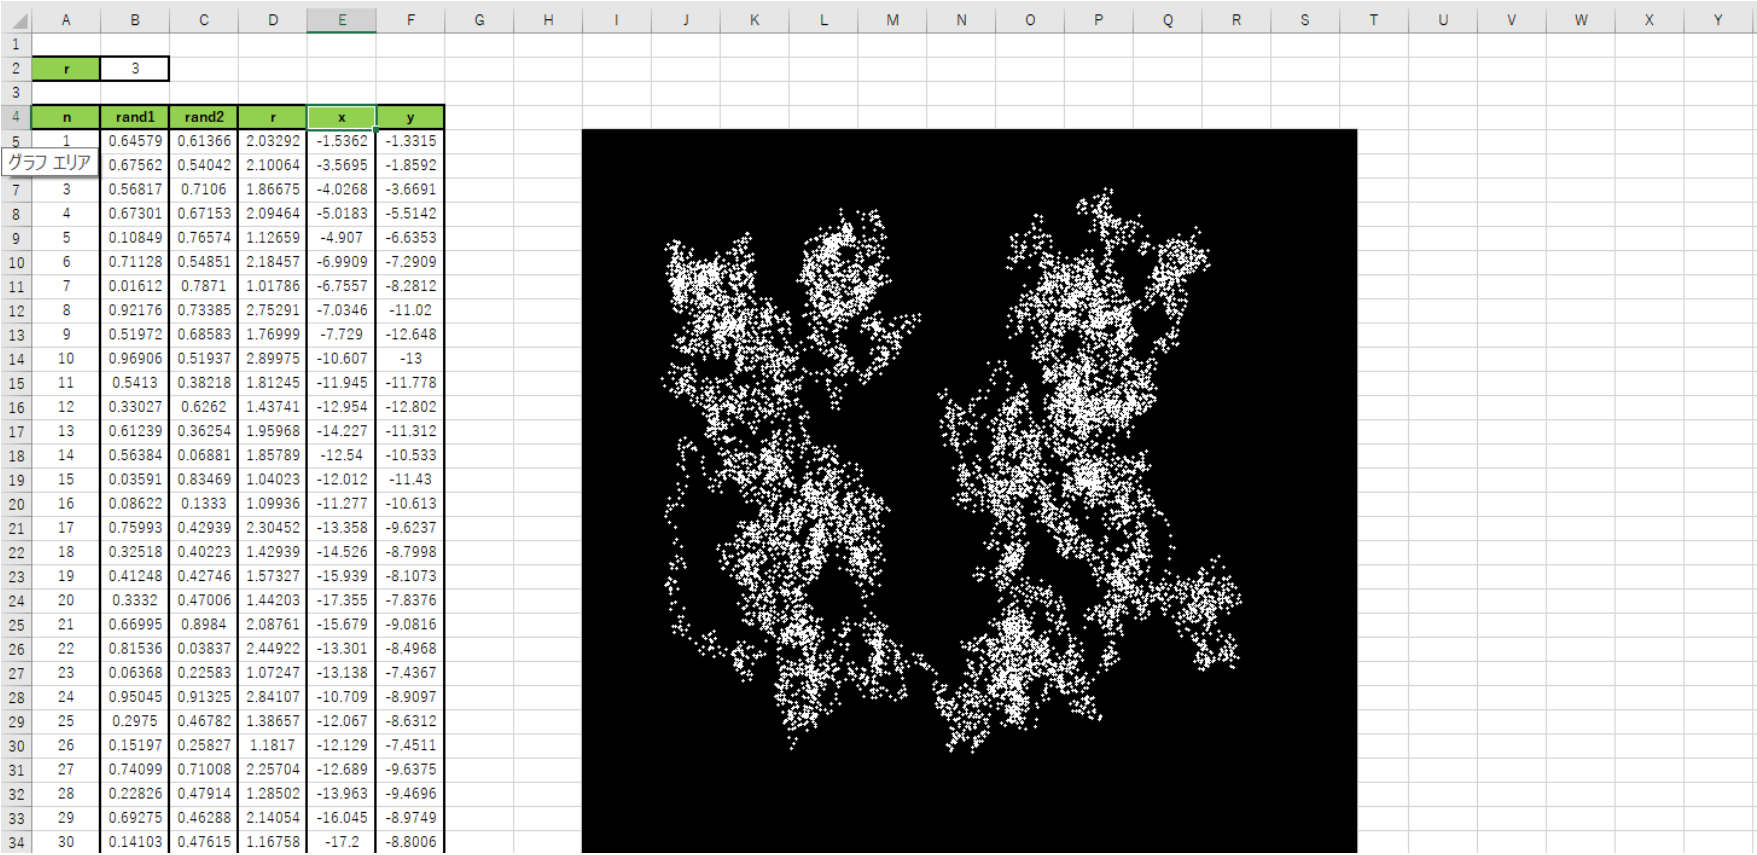 A B C D E F G H I J K L M N O P Q R S T U V W X Y
1
2 r 3
3
4 n rand1 rand2 r x y
5 1 0.64579 0.61366 2.03292 -1.5362 -1.3315
グラフ エリア 0.67562 0.54042 2.10064 -3.5695 -1.8592
7 3 0.56817 0.7106 1.86675 -4.0268 -3.6691
8 4 0.67301 0.67153 2.09464 -5.0183 -5.5142
9 5 0.10849 0.76574 1.12659 -4.907 -6.6353
10 6 0.71128 0.54851 2.18457 -6.9909 -7.2909
11 7 0.01612 0.7871 1.01786 -6.7557 -8.2812
12 8 0.92176 0.73385 2.75291 -7.0346 -11.02
13 9 0.51972 0.68583 1.76999 -7.729 -12.648
14 10 0.96906 0.51937 2.89975 -10.607 -13
15 11 0.5413 0.38218 1.81245 -11.945 -11.778
16 12 0.33027 0.6262 1.43741 -12.954 -12.802
17 13 0.61239 0.36254 1.95968 -14.227 -11.312
18 14 0.56384 0.06881 1.85789 -12.54 -10.533
19 15 0.03591 0.83469 1.04023 -12.012 -11.43
20 16 0.08622 0.1333 1.09936 -11.277 -10.613
21 17 0.75993 0.42939 2.30452 -13.358 -9.6237
22 18 0.32518 0.40223 1.42939 -14.526 -8.7998
23 19 0.41248 0.42746 1.57327 -15.939 -8.1073
24 20 0.3332 0.47006 1.44203 -17.355 -7.8376
25 21 0.66995 0.8984 2.08761 -15.679 -9.0816
26 22 0.81536 0.03837 2.44922 -13.301 -8.4968
27 23 0.06368 0.22583 1.07247 -13.138 -7.4367
28 24 0.95045 0.91325 2.84107 -10.709 -8.9097
29 25 0.2975 0.46782 1.38657 -12.067 -8.6312
30 26 0.15197 0.25827 1.1817 -12.129 -7.4511
31 27 0.74099 0.71008 2.25704 -12.689 -9.6375
32 28 0.22826 0.47914 1.28502 -13.963 -9.4696
33 29 0.69275 0.46288 2.14054 -16.045 -8.9749
34 30 0.14103 0.47615 1.16758 -17.2 -8.8006